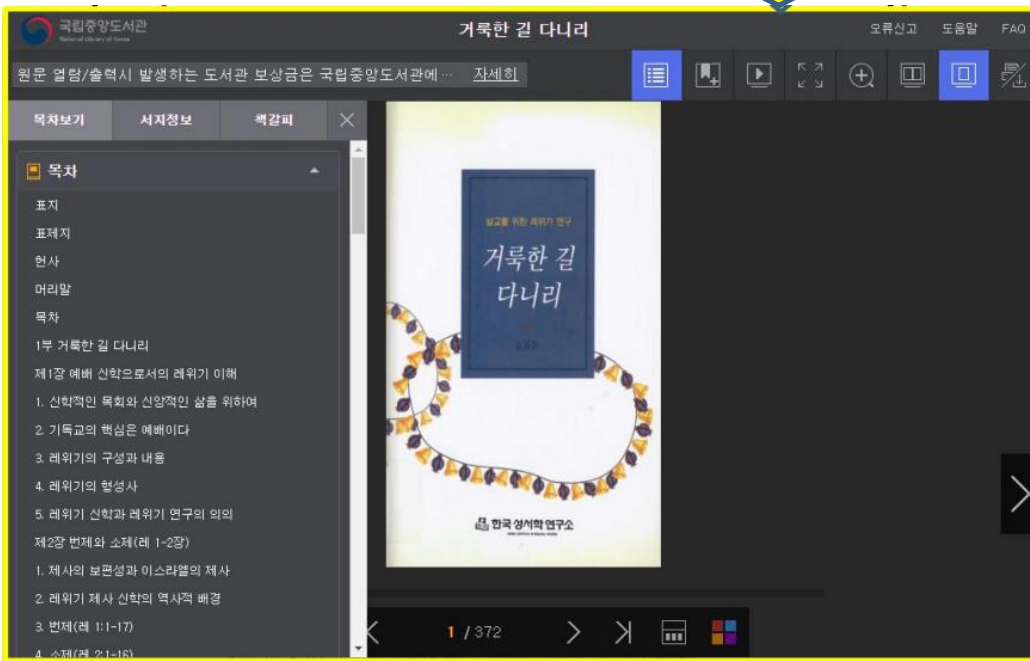 국립중앙도서관
National Library of Korea
거룩한 길 다니리
오류신고
도움말
FAQ
원문 열람/출력시 발생하는 도서관 보상금은 국립중앙도서관에 … 자세히
목차보기
서지정보
책갈피
목차
표지
표제지
헌사
머리말
목차
1부 거룩한 길 다니리
제1장 예배 신학으로서의 레위기 이해
1. 신학적인 목회와 신앙적인 삶을 위하여
2. 기독교의 핵심은 예배이다
3. 레위기의 구성과 내용
4. 레위기의 형성사
5. 레위기 신학과 레위기 연구의 의의
제2장 번제와 소제(레 1-2장)
1. 제사의 보편성과 이스라엘의 제사
2. 레위기 제사 신학의 역사적 배경
3. 번제(레 1:1-17)
4. 소제(레 2:1-16)
설교를 위한 레위기 연구
거룩한 길
다니리
한국성서학연구소
1 / 372